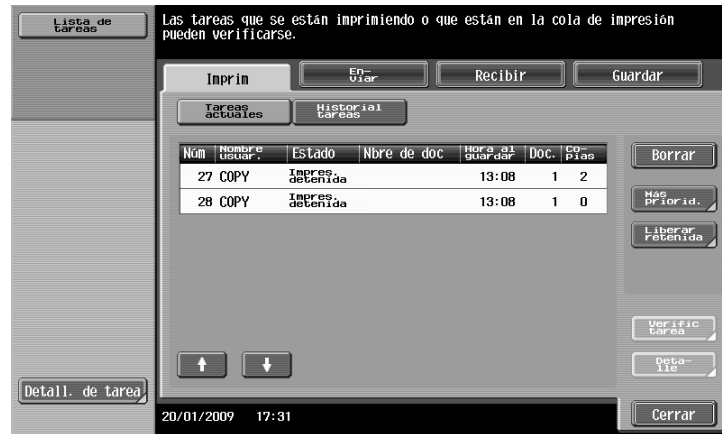 Lista de
tareas
Las tareas que se están imprimiendo o que están en la cola de impresión
pueden verificarse.
Imprim
En-
viar
Recibir
Guardar
Tareas
actuales
Historial
tareas
Núm Nombre usuar. Estado Nbre de doc Hora al guardar Doc. Co-pias
27 COPY Impres. detenida 13:08 1 2
28 COPY Impres. detenida 13:08 1 0
Borrar
Más
priorid.
Liberar
retenida
Verific
tarea
Deta-
lle
Detall. de tarea
20/01/2009 17:31
Cerrar